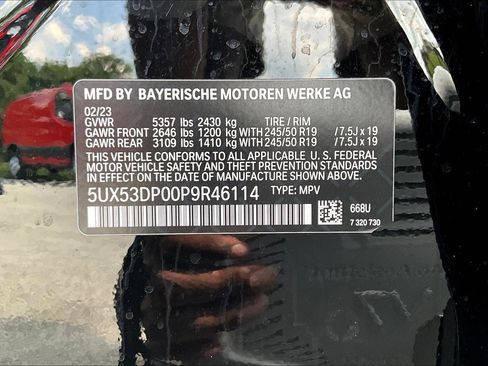 MFD BY BAYERISCHE MOTOREN WERKE AG
02/23
GVWR 5357 lbs 2430 kg TIRE / RIM
GAWR FRONT 2646 lbs 1200 kg WITH 245/50 R19 / 7.5J x 19
GAWR REAR 3109 lbs 1410 kg WITH 245/50 R19 / 7.5J x 19
THIS VEHICLE CONFORMS TO ALL APPLICABLE U. S. FEDERAL
MOTOR VEHICLE SAFETY, AND THEFT PREVENTION STANDARDS
IN EFFECT ON THE DATE OF MANUFACTURE SHOWN ABOVE.
5UX53DP00P9R46114 TYPE: MPV
668U
7 320 730